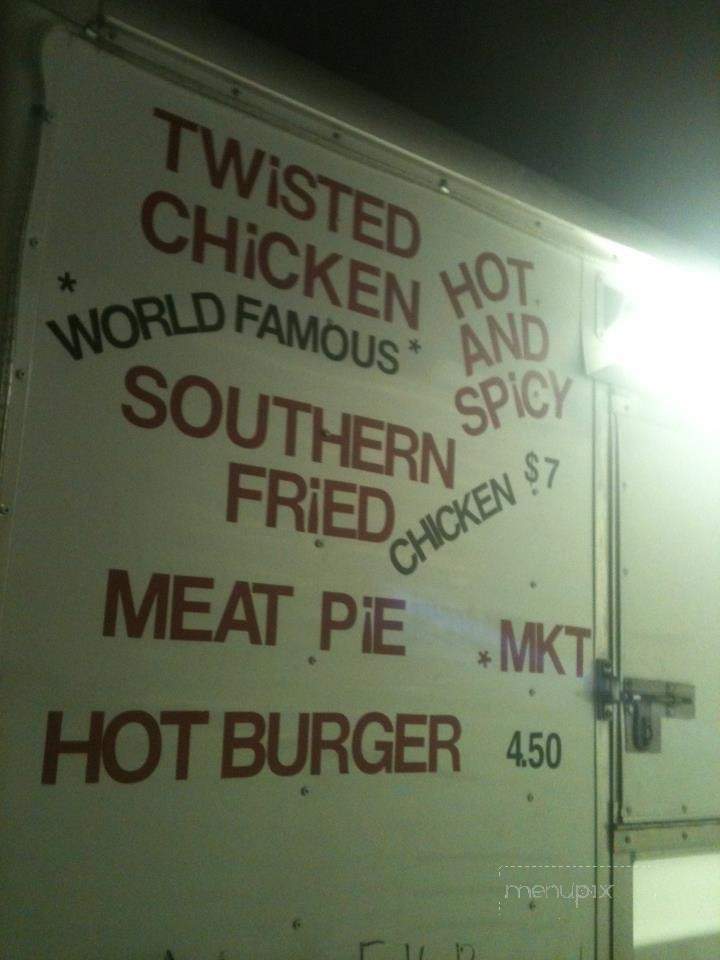 TWiSTED
CHiCKEN
HOT
AND
SPiCY
* WORLD FAMOUS *
SOUTHERN
FRiED
CHICKEN $7
MEAT PiE *MKT
HOT BURGER 4.50
menupix